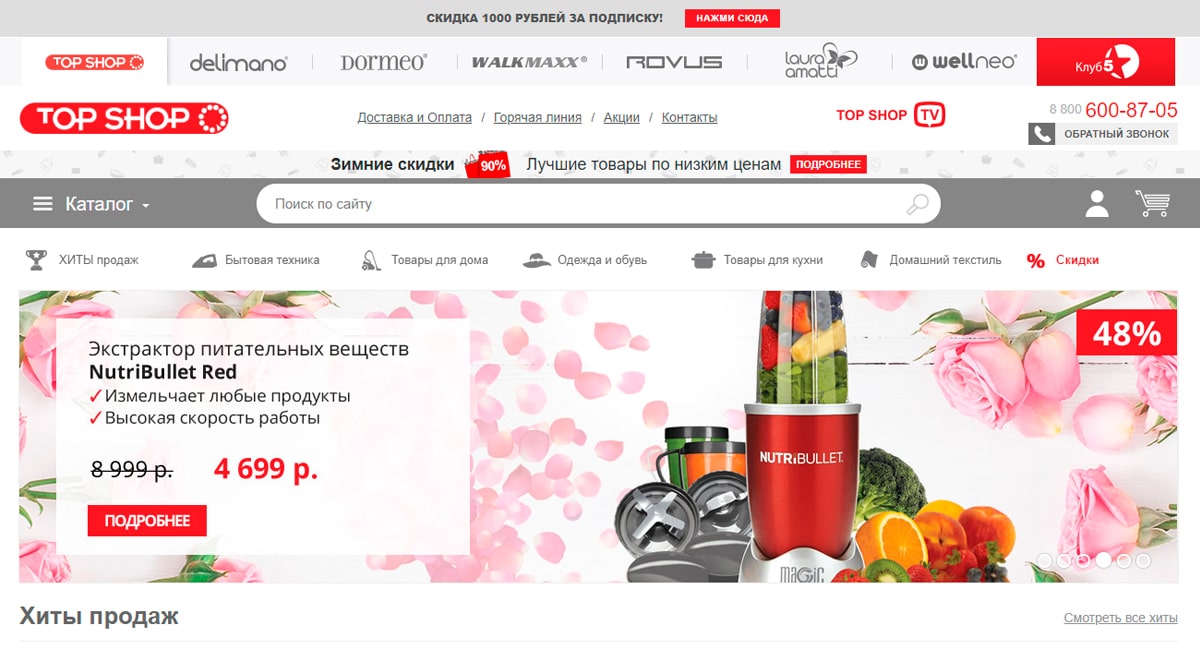 СКИДКА 1000 РУБЛЕЙ ЗА ПОДПИСКУ! НАЖМИ СЮДА
TOP SHOP delimano DORMEO WALKMAXX ROVUS laura amatti wellneo Клуб 5
TOP SHOP
Доставка и Оплата / Горячая линия / Акции / Контакты
TOP SHOP TV
8 800 600-87-05
ОБРАТНЫЙ ЗВОНОК
Зимние скидки 90% Лучшие товары по низким ценам ПОДРОБНЕЕ
Каталог Поиск по сайту
ХИТЫ продаж Бытовая техника Товары для дома Одежда и обувь Товары для кухни Домашний текстиль % Скидки
48%
Экстрактор питательных веществ
NutriBullet Red
Измельчает любые продукты
Высокая скорость работы
8 999 р. 4 699 р.
ПОДРОБНЕЕ
NUTRiBULLET.
MAGiC
Хиты продаж Смотреть все хиты